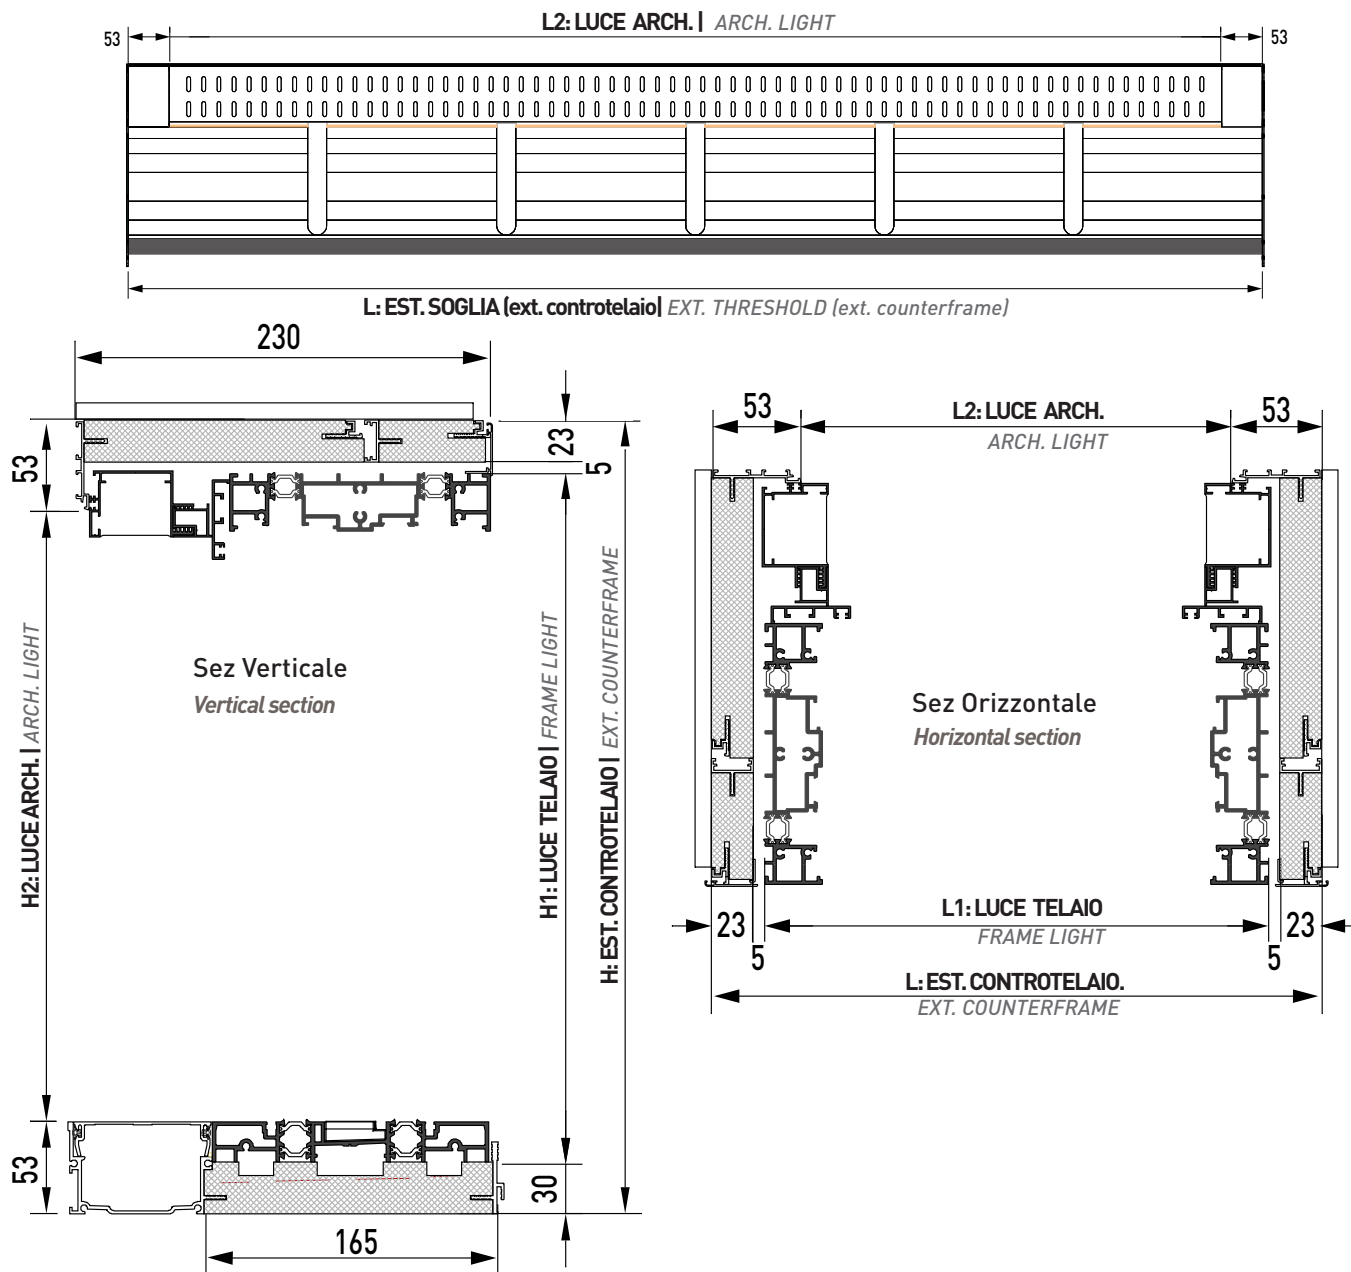 L2: LUCE ARCH. | ARCH. LIGHT
53
53
L: EST. SOGLIA (ext. controtelaio| EXT. THRESHOLD (ext. counterframe)
230
53
23
5
H2: LUCE ARCH. | ARCH. LIGHT
Sez Verticale
Vertical section
H1: LUCE TELAIO | FRAME LIGHT
H: EST. CONTROTELAIO | EXT. COUNTERFRAME
53
30
165
53
L2: LUCE ARCH.
ARCH. LIGHT
53
Sez Orizzontale
Horizontal section
23
5
L1: LUCE TELAIO
FRAME LIGHT
23
5
L: EST. CONTROTELAIO.
EXT. COUNTERFRAME